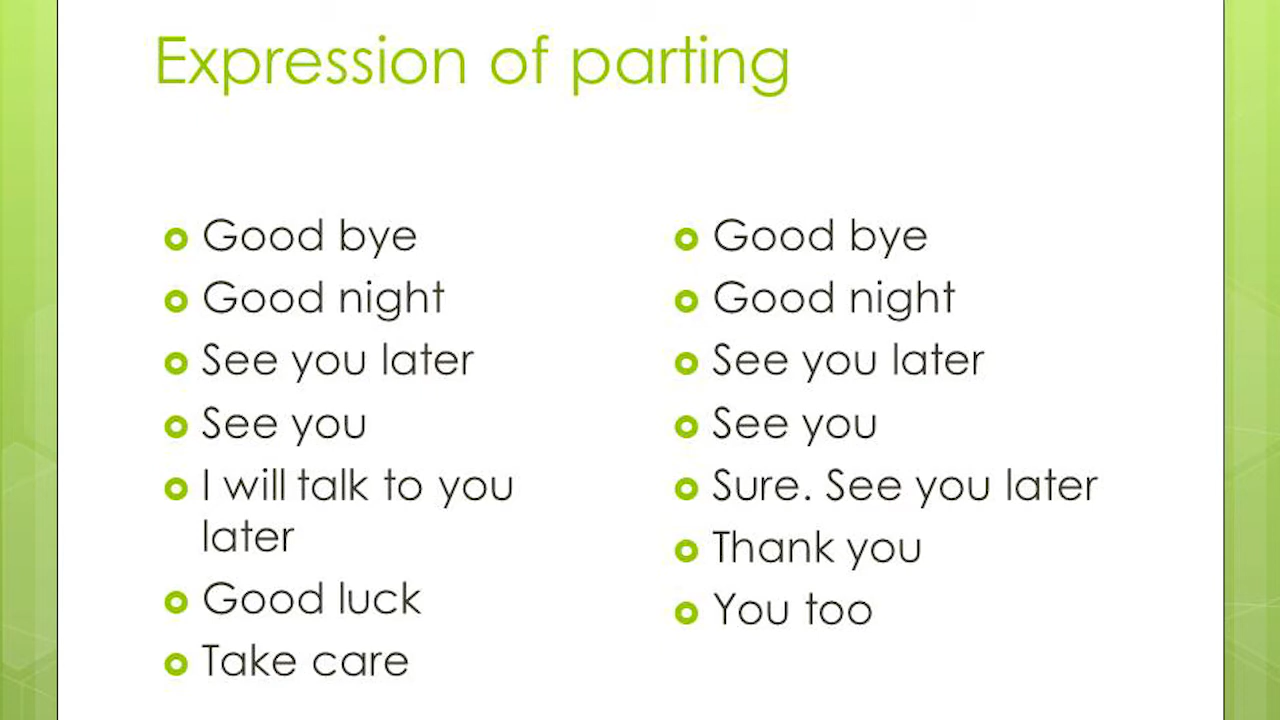 Expression of parting
Good bye
Good night
See you later
See you
I will talk to you
later
Good luck
Take care
Good bye
Good night
See you later
See you
Sure. See you later
Thank you
You too